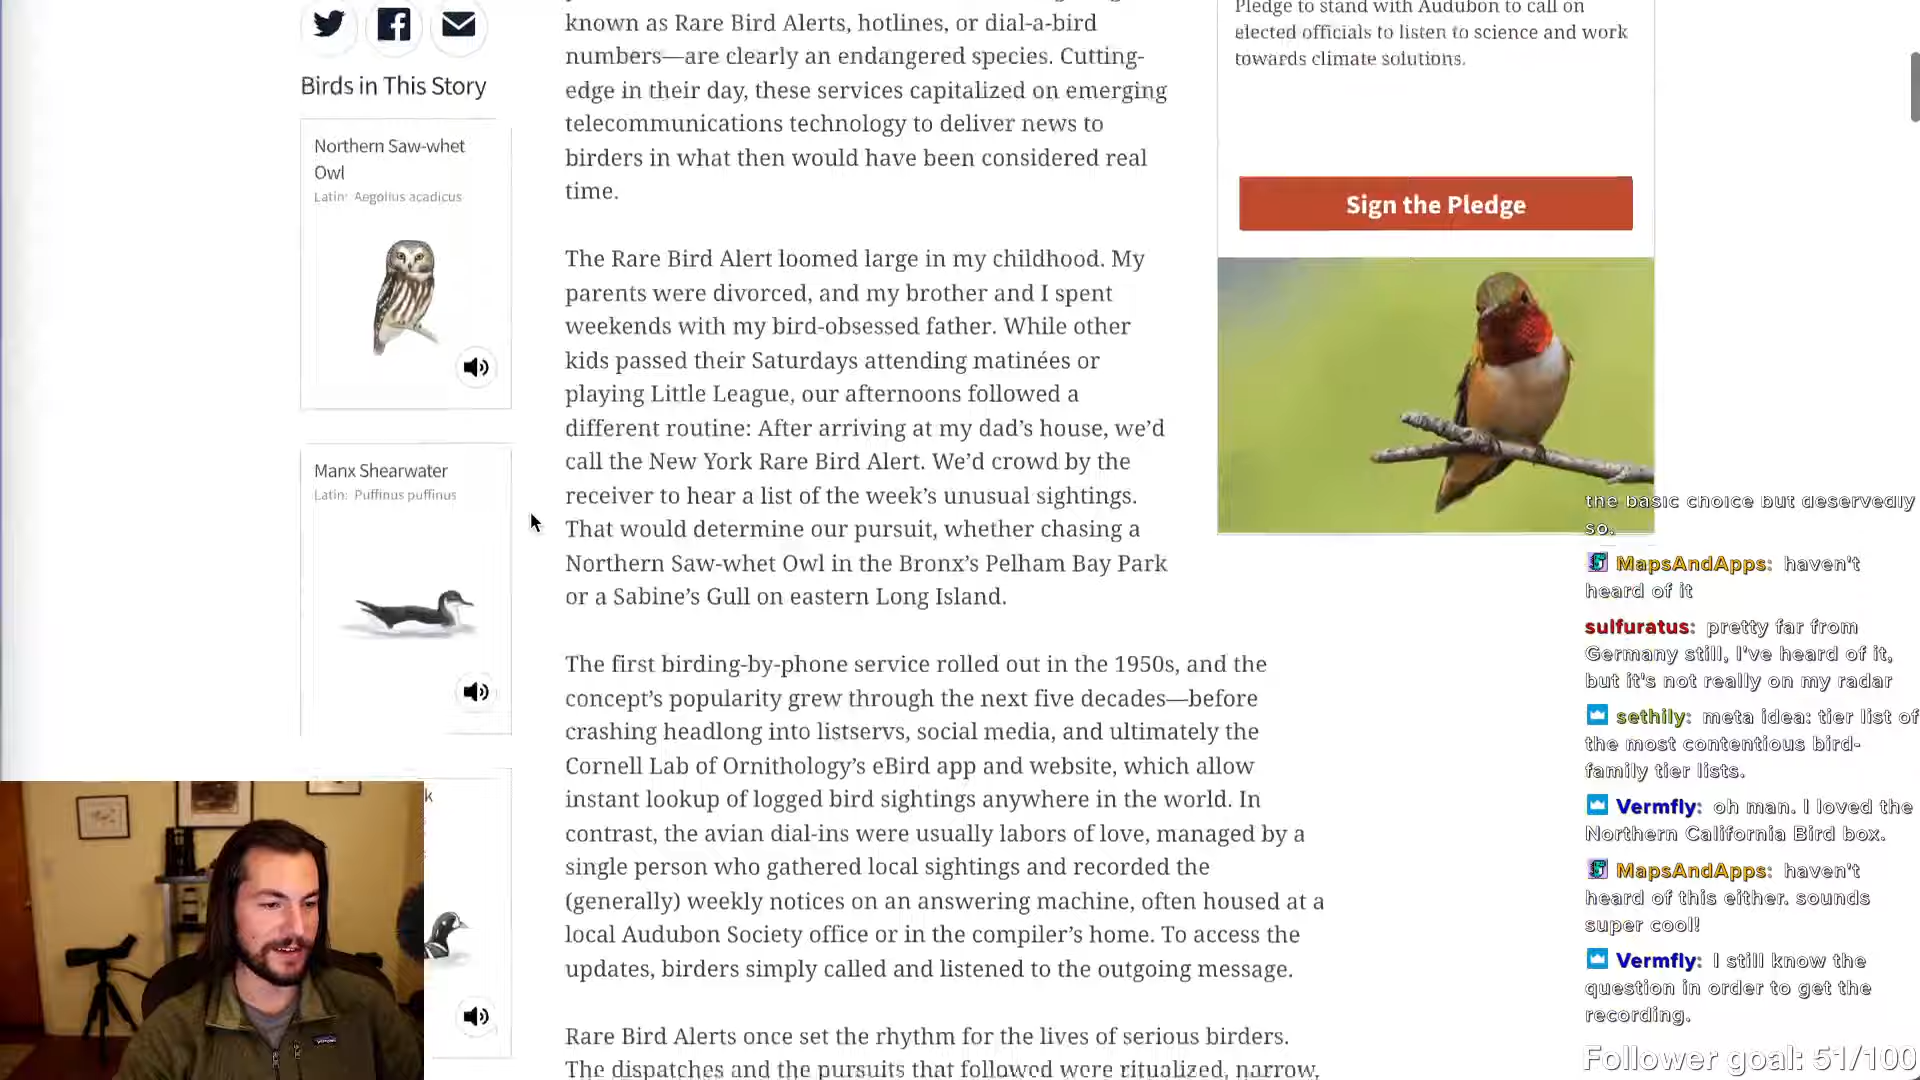 known as Rare Bird Alerts, hotlines, or dial-a-bird
numbers—are clearly an endangered species. Cutting-
edge in their day, these services capitalized on emerging
telecommunications technology to deliver news to
birders in what then would have been considered real
time.
The Rare Bird Alert loomed large in my childhood. My
parents were divorced, and my brother and I spent
weekends with my bird-obsessed father. While other
kids passed their Saturdays attending matinées or
playing Little League, our afternoons followed a
different routine: After arriving at my dad’s house, we’d
call the New York Rare Bird Alert. We’d crowd by the
receiver to hear a list of the week’s unusual sightings.
That would determine our pursuit, whether chasing a
Northern Saw-whet Owl in the Bronx’s Pelham Bay Park
or a Sabine’s Gull on eastern Long Island.
The first birding-by-phone service rolled out in the 1950s, and the
concept’s popularity grew through the next five decades—before
crashing headlong into listservs, social media, and ultimately the
Cornell Lab of Ornithology’s eBird app and website, which allow
instant lookup of logged bird sightings anywhere in the world. In
contrast, the avian dial-ins were usually labors of love, managed by a
single person who gathered local sightings and recorded the
(generally) weekly notices on an answering machine, often housed at a
local Audubon Society office or in the compiler’s home. To access the
updates, birders simply called and listened to the outgoing message.
Rare Bird Alerts once set the rhythm for the lives of serious birders.
The dispatches and the pursuits that followed were ritualized, narrow,
Birds in This Story
Northern Saw-whet
Owl
Latin: Aegolius acadicus
Manx Shearwater
Latin: Puffinus puffinus
k
Pledge to stand with Audubon to call on
elected officials to listen to science and work
towards climate solutions.
Sign the Pledge
the basic choice but deservedly
so.
MapsAndApps: haven't
heard of it
sulfuratus: pretty far from
Germany still, I've heard of it,
but it's not really on my radar
sethily: meta idea: tier list of
the most contentious bird-
family tier lists.
Vermfly: oh man. I loved the
Northern California Bird box.
MapsAndApps: haven't
heard of this either. sounds
super cool!
Vermfly: I still know the
question in order to get the
recording.
Follower goal: 51/100